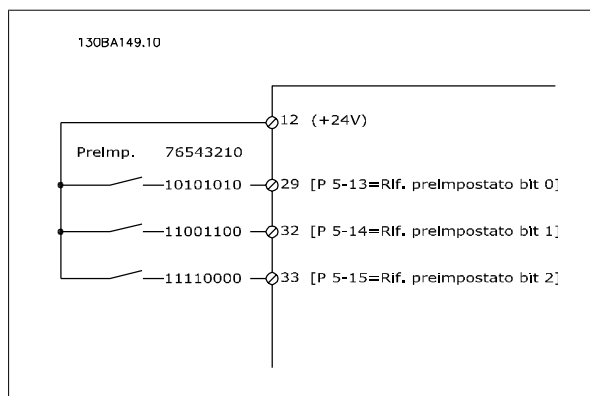 130BA149.10
12 (+24V)
PreImp. 76543210
10101010 29 [P 5-13=Rif. preimpostato bit 0]
11001100 32 [P 5-14=Rif. preimpostato bit 1]
11110000 33 [P 5-15=Rif. preimpostato bit 2]